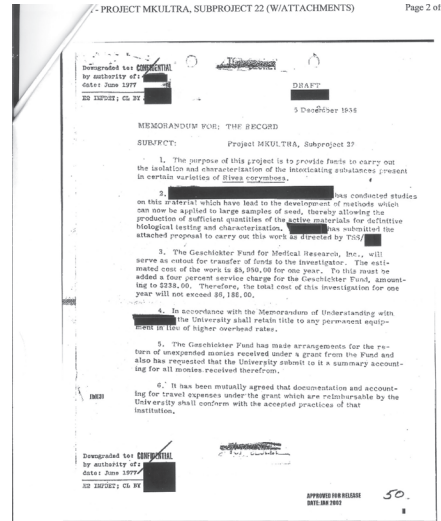 - PROJECT MKULTRA, SUBPROJECT 22 (W/ATTACHMENTS) Page 2 of
Downgraded to: CONFIDENTIAL
by authority of:
date: June 1977
E2 IMPDET; CL BY
DRAFT
5 December 1956
MEMORANDUM FOR: THE RECORD
SUBJECT: Project MKULTRA, Subproject 22
1. The purpose of this project is to provide funds to carry out
the isolation and characterization of the intoxicating substances present
in certain varieties of Rivea corymbosa.
2. has conducted studies
on this material which have lead to the development of methods which
can now be applied to large samples of seed, thereby allowing the
production of sufficient quantities of the active materials for definitive
biological testing and characterization. has submitted the
attached proposal to carry out this work as directed by TSS/
3. The Geschickter Fund for Medical Research, Inc., will
serve as cutout for transfer of funds to the investigator. The esti-
mated cost of the work is $5,950.00 for one year. To this must be
added a four percent service charge for the Geschickter Fund, amount-
ing to $238.00. Therefore, the total cost of this investigation for one
year will not exceed $6,188.00.
4. In accordance with the Memorandum of Understanding with
the University shall retain title to any permanent equip-
ment in lieu of higher overhead rates.
5. The Geschickter Fund has made arrangements for the re-
turn of unexpended monies received under a grant from the Fund and
also has requested that the University submit to it a summary account-
ing for all monies received therefrom.
6. It has been mutually agreed that documentation and account-
ing for travel expenses under the grant which are reimbursable by the
University shall conform with the accepted practices of that
institution.
Downgraded to: CONFIDENTIAL
by authority of:
date: June 1977
E2 IMPDET; CL BY
APPROVED FOR RELEASE
DATE: JAN 2003
50.